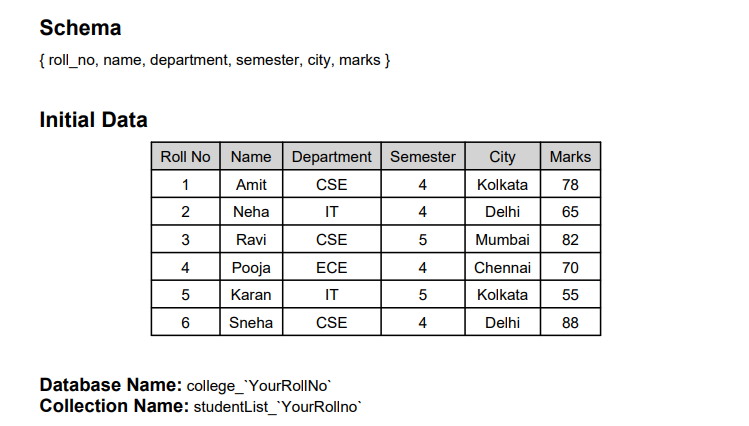 Schema
{ roll_no, name, department, semester, city, marks }
Initial Data
Roll No Name Department Semester City Marks
1 Amit CSE 4 Kolkata 78
2 Neha IT 4 Delhi 65
3 Ravi CSE 5 Mumbai 82
4 Pooja ECE 4 Chennai 70
5 Karan IT 5 Kolkata 55
6 Sneha CSE 4 Delhi 88
Database Name: college_`YourRollNo`
Collection Name: studentList_`YourRollno`